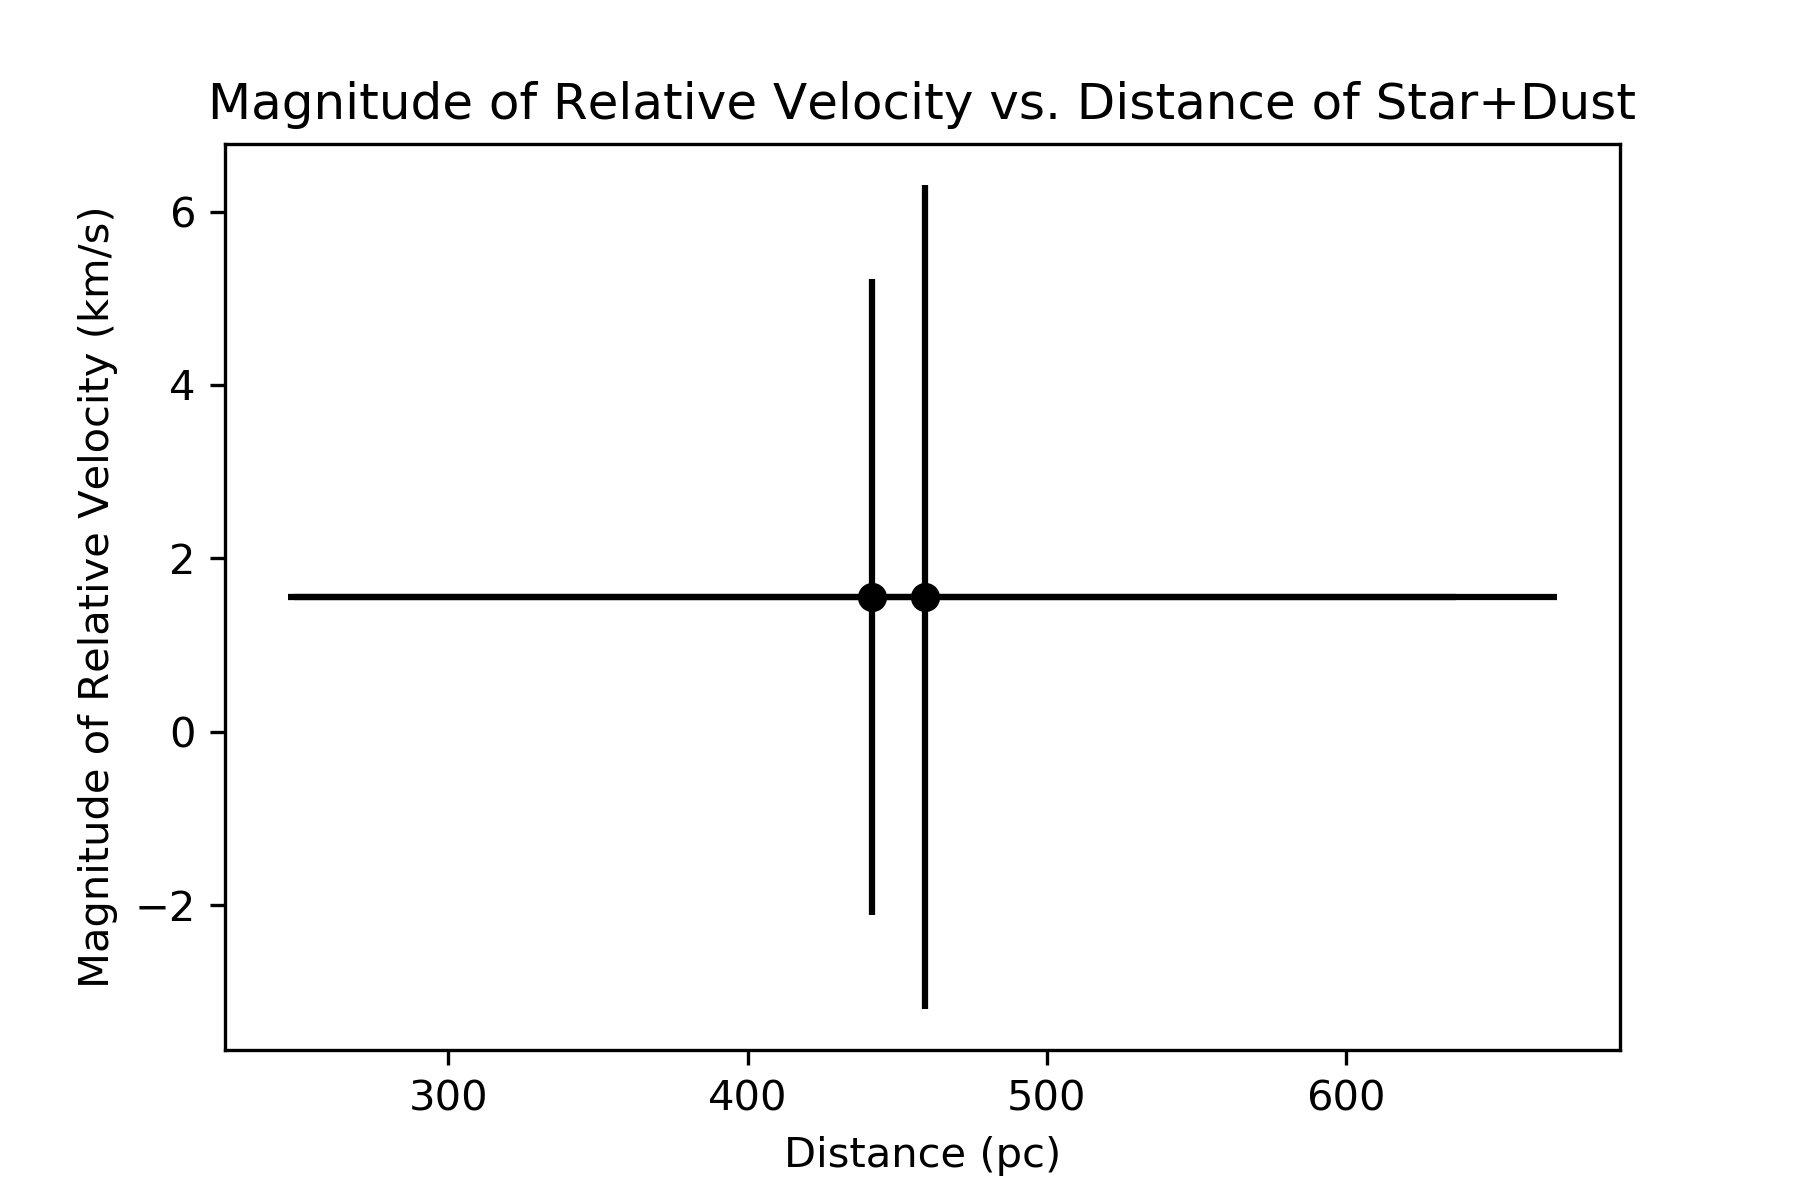 Magnitude of Relative Velocity vs. Distance of Star+Dust
Magnitude of Relative Velocity (km/s)
6
4
2
0
−2
300 400 500 600
Distance (pc)